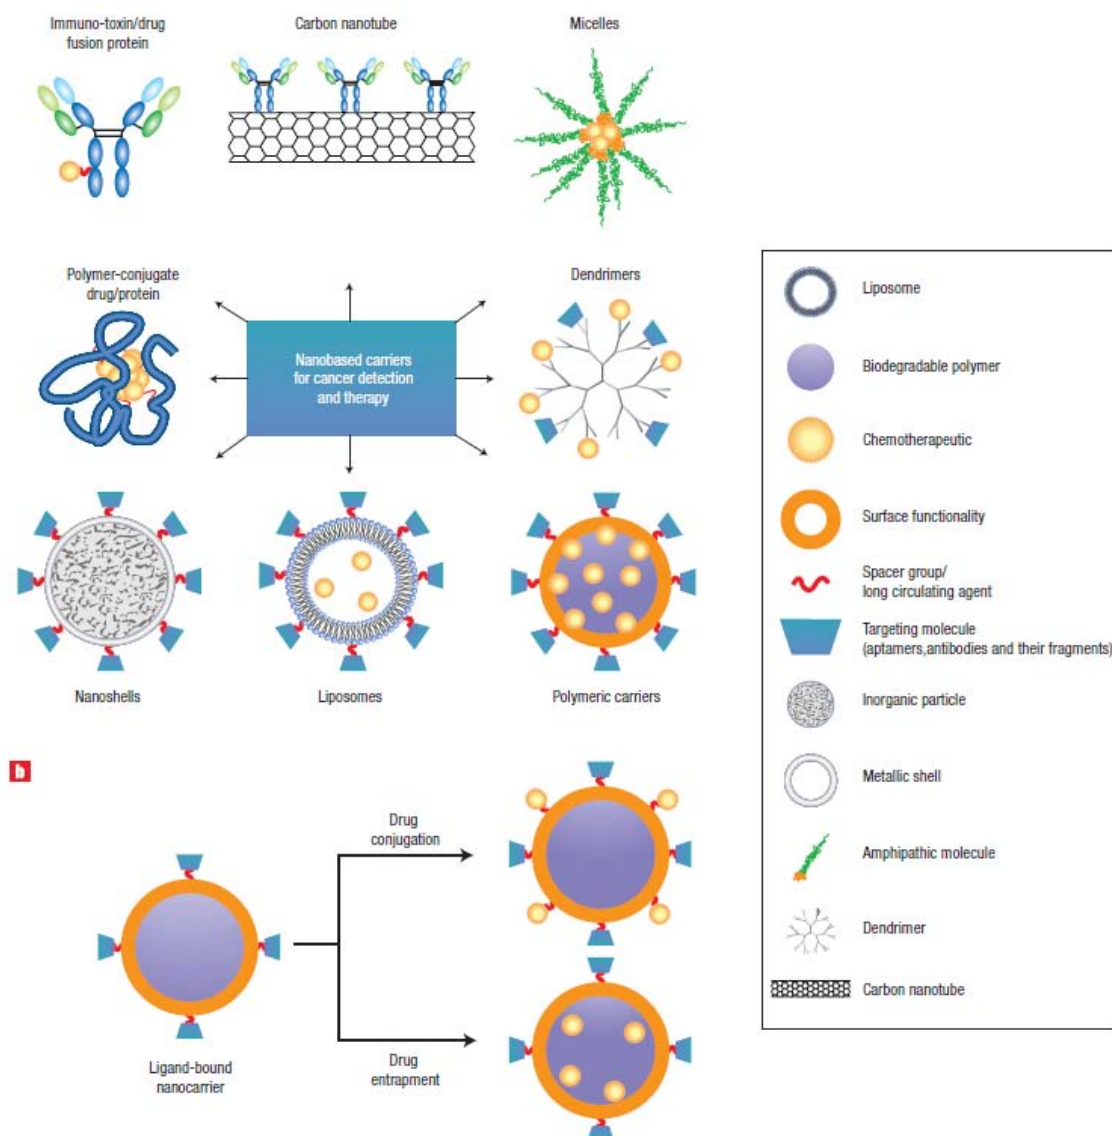 Immuno-toxin/drug
fusion protein
Carbon nanotube
Micelles
Polymer-conjugate
drug/protein
Dendrimers
Nanobased carriers
for cancer detection
and therapy
Nanoshells
Liposomes
Polymeric carriers
b
Ligand-bound
nanocarrier
Drug
conjugation
Drug
entrapment
Liposome
Biodegradable polymer
Chemotherapeutic
Surface functionality
Spacer group/
long circulating agent
Targeting molecule
(aptamers,antibodies and their fragments)
Inorganic particle
Metallic shell
Amphipathic molecule
Dendrimer
Carbon nanotube